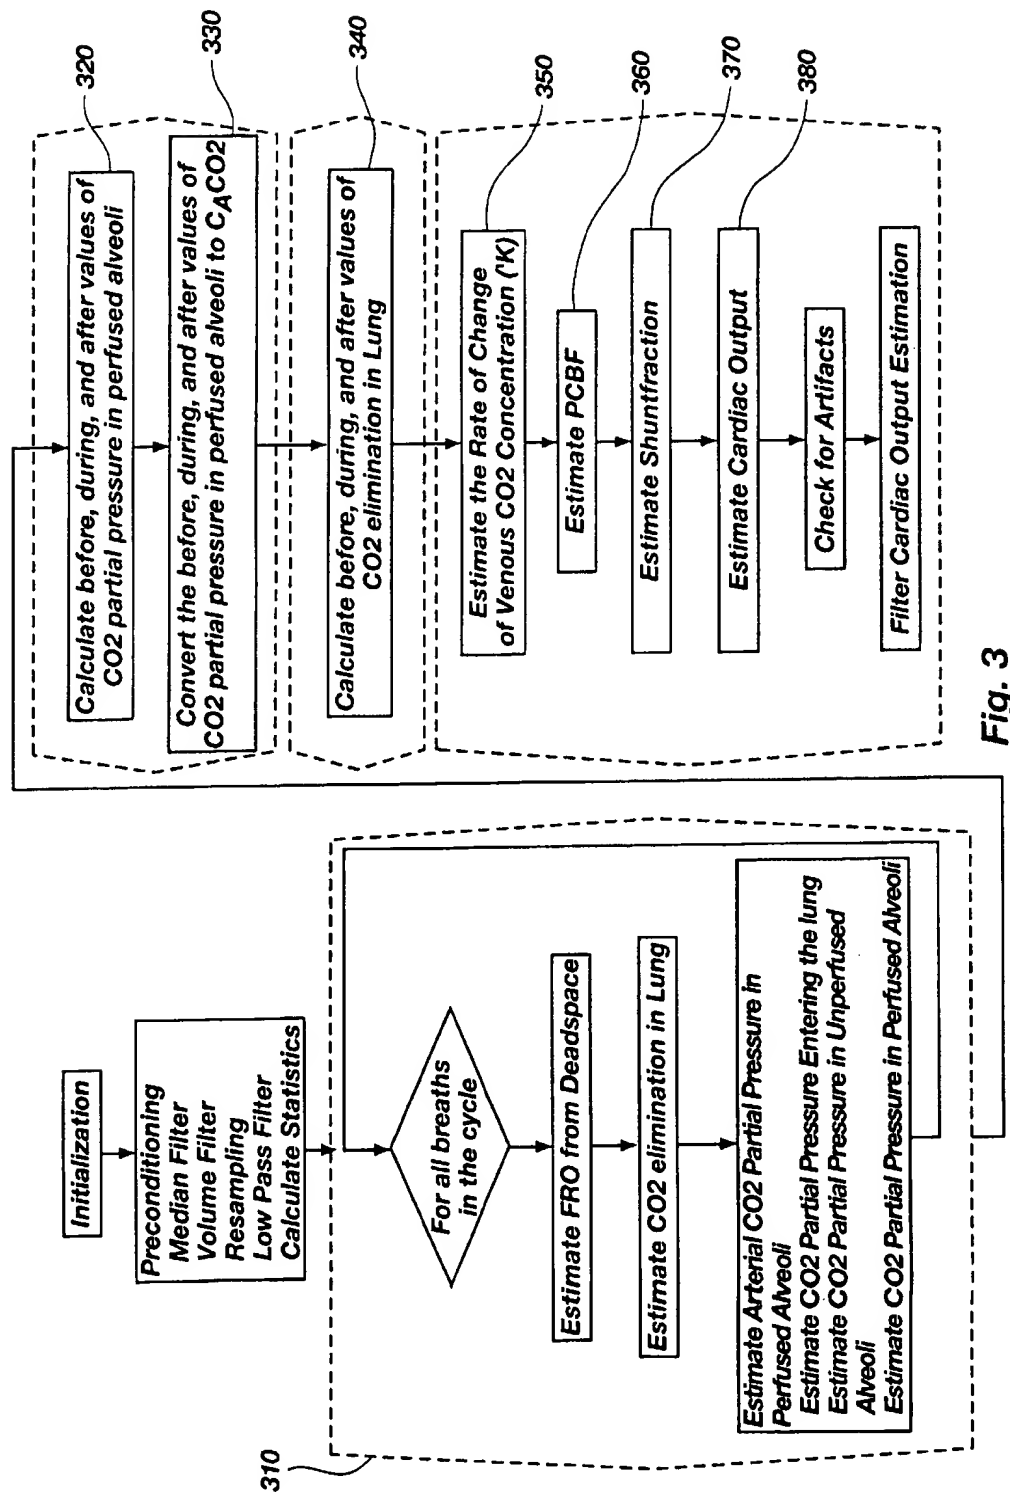 Initialization
Preconditioning
Median Filter
Volume Filter
Resampling
Low Pass Filter
Calculate Statistics
310
For all breaths
in the cycle
Estimate FRO from Deadspace
Estimate CO2 elimination in Lung
Estimate Arterial CO2 Partial Pressure in
Perfused Alveoli
Estimate CO2 Partial Pressure Entering the lung
Estimate CO2 Partial Pressure in Unperfused
Alveoli
Estimate CO2 Partial Pressure in Perfused Alveoli
Calculate before, during, and after values of
CO2 partial pressure in perfused alveoli
320
Convert the before, during, and after values of
CO2 partial pressure in perfused alveoli to CACO2
330
Calculate before, during, and after values of
CO2 elimination in Lung
340
Estimate the Rate of Change
of Venous CO2 Concentration ('K)
350
Estimate PCBF
360
Estimate Shuntfraction
370
Estimate Cardiac Output
380
Check for Artifacts
Filter Cardiac Output Estimation
Fig. 3